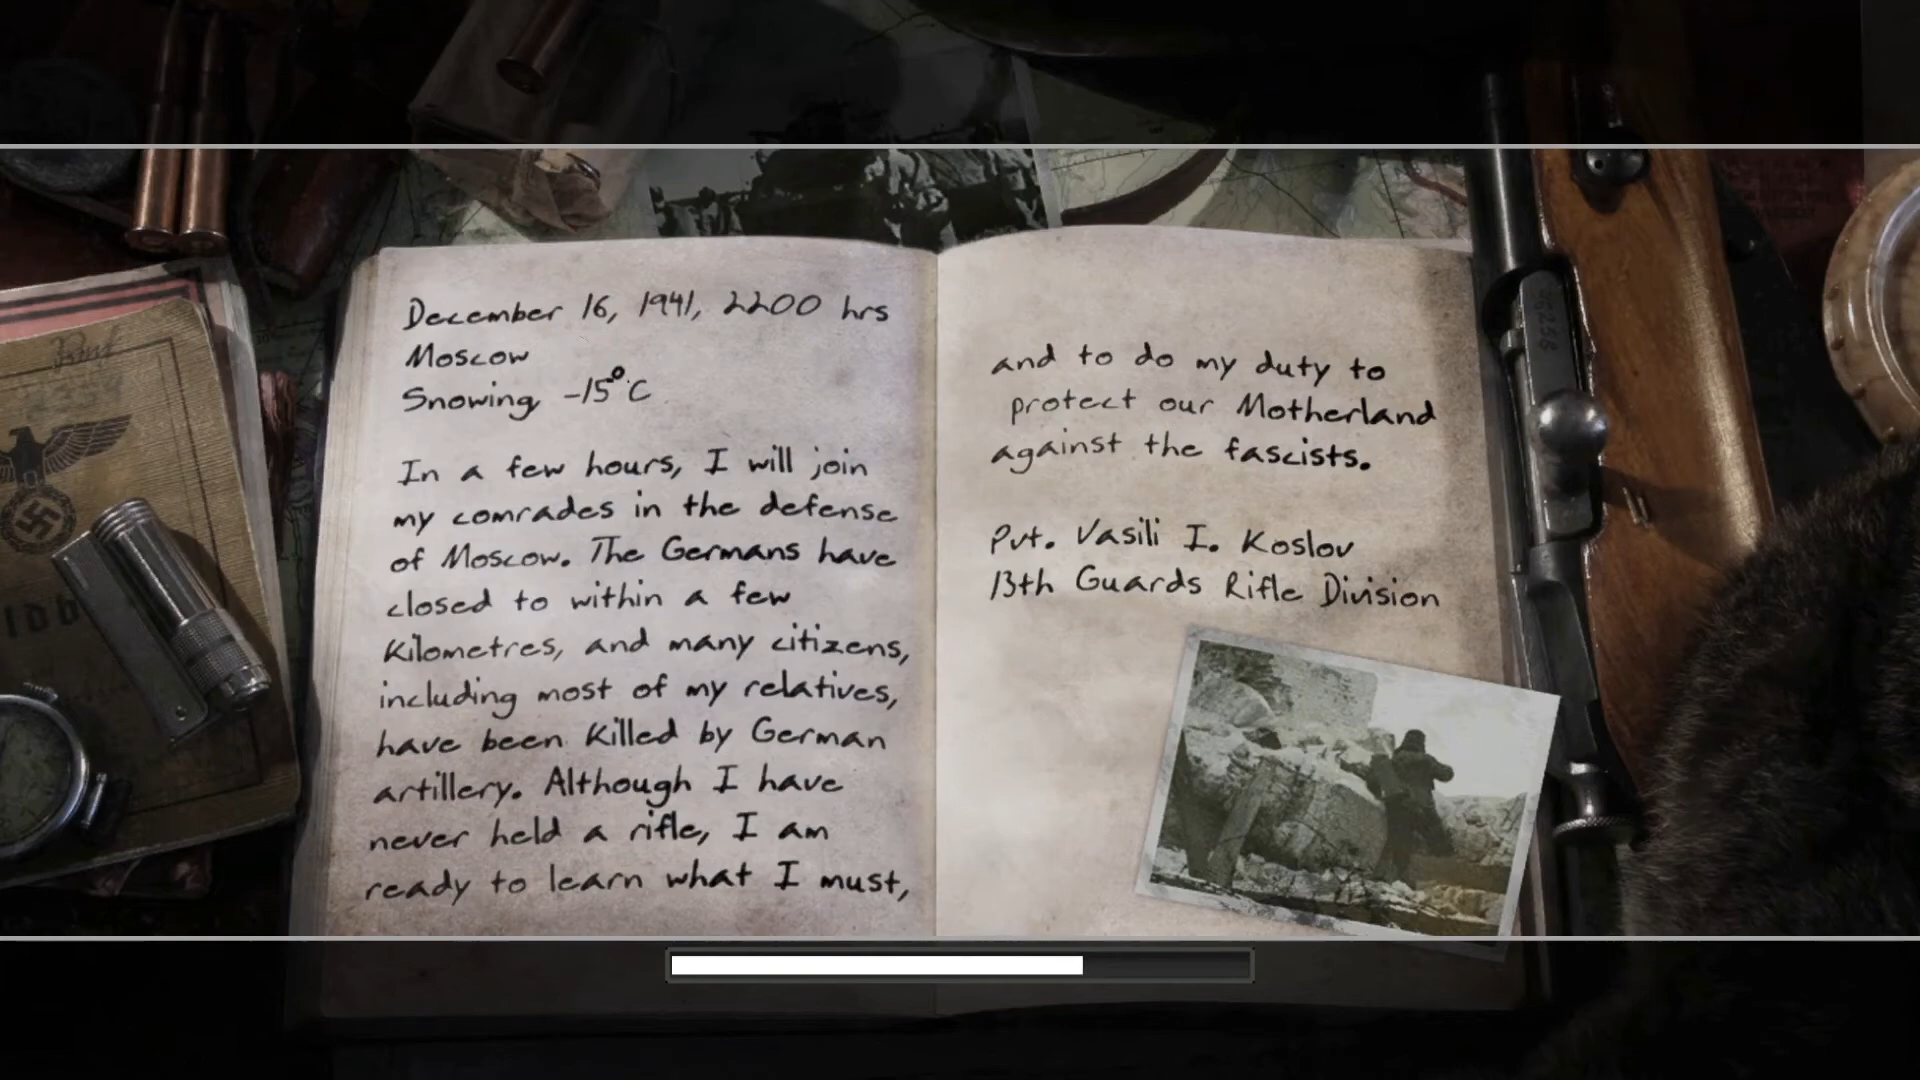 December 16, 1941, 2200 hrs
Moscow
Snowing -15°C
In a few hours, I will join
my comrades in the defense
of Moscow. The Germans have
closed to within a few
Kilometres, and many citizens,
including most of my relatives,
have been killed by German
artillery. Although I have
never held a rifle, I am
ready to learn what I must,
and to do my duty to
protect our Motherland
against the fascists.
Pvt. Vasili I. Koslov
13th Guards Rifle Division